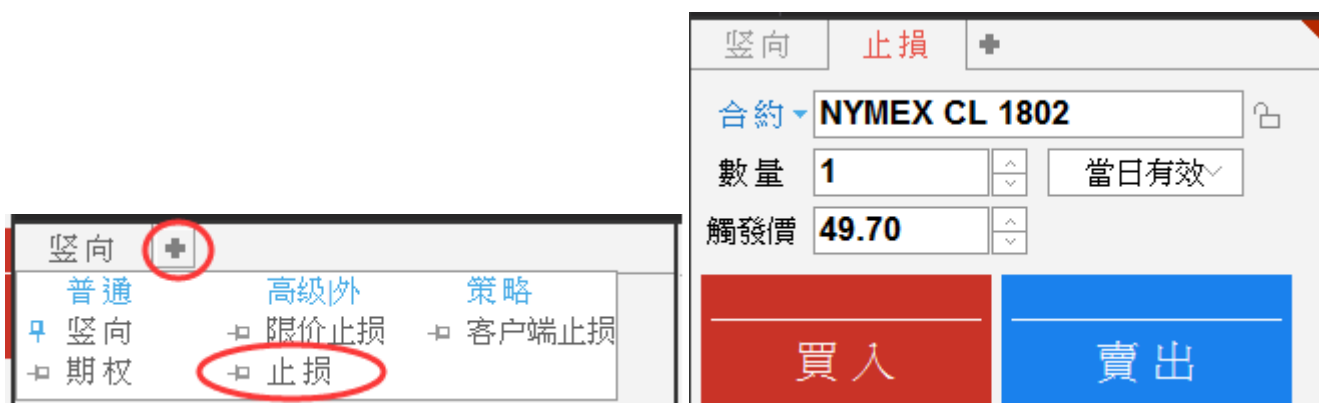 竖向
普通 高级|外 策略
竖向 限价止损 客户端止损
期权 止损
竖向 止損
合約 NYMEX CL 1802
數量 1 當日有效
觸發價 49.70
買入 賣出